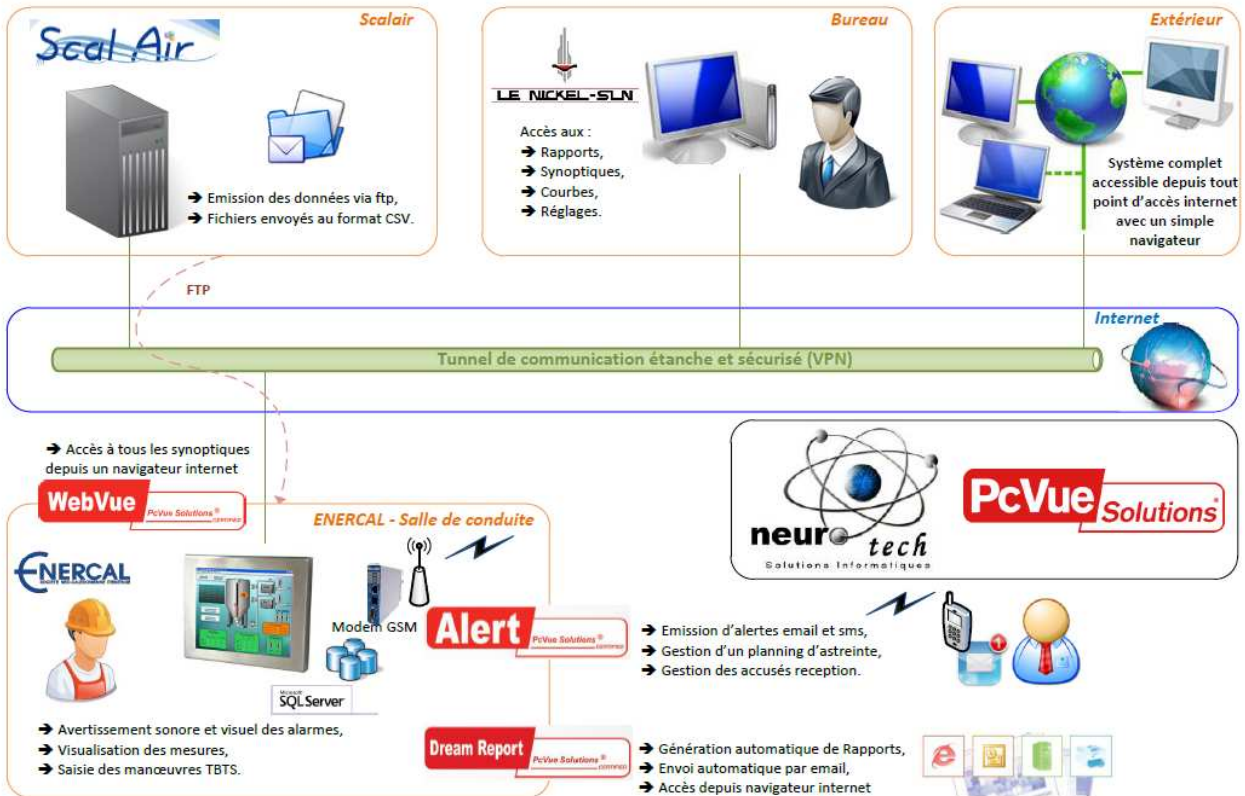 Scalair
Scal Air
➔ Emission des données via ftp,
➔ Fichiers envoyés au format CSV.
Bureau
LE NICKEL-SLN
Accès aux :
➔ Rapports,
➔ Synoptiques,
➔ Courbes,
➔ Réglages.
Extérieur
Système complet
accessible depuis tout
point d'accès internet
avec un simple
navigateur
FTP
Internet
Tunnel de communication étanche et sécurisé (VPN)
➔ Accès à tous les synoptiques
depuis un navigateur internet
WebVue
PcVue Solutions®
CERTIFIED
ENERCAL - Salle de conduite
ENERCAL
Modem GSM
Microsoft
SQL Server
➔ Avertissement sonore et visuel des alarmes,
➔ Visualisation des mesures,
➔ Saisie des manœuvres TBTS.
neurotech
Solutions Informatiques
PcVue Solutions®
Alert
PcVue Solutions®
CERTIFIED
➔ Emission d'alertes email et sms,
➔ Gestion d'un planning d'astreinte,
➔ Gestion des accusés reception.
1
Dream Report
PcVue Solutions®
CERTIFIED
➔ Génération automatique de Rapports,
➔ Envoi automatique par email,
➔ Accès depuis navigateur internet